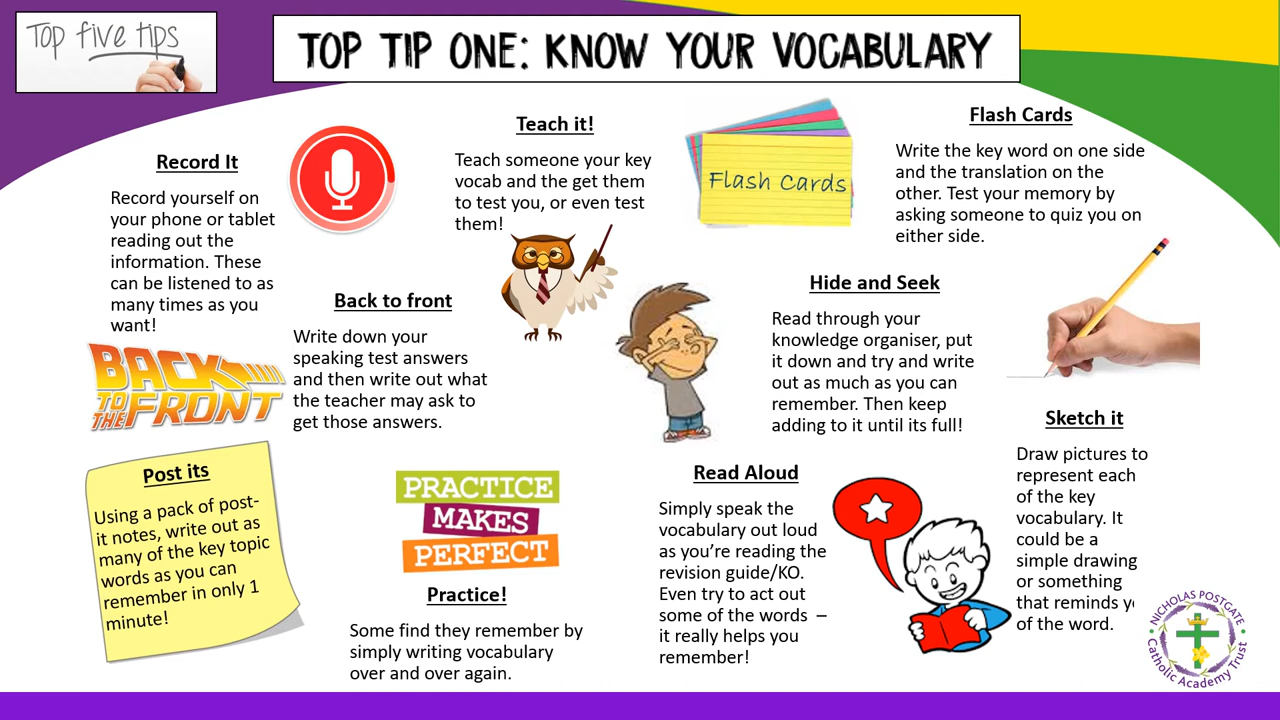 Top five tips
TOP TIP ONE: KNOW YOUR VOCABULARY
Record It
Record yourself on
your phone or tablet
reading out the
information. These
can be listened to as
many times as you
want!
Teach it!
Teach someone your key
vocab and the get them
to test you, or even test
them!
Flash Cards
Flash Cards
Write the key word on one side
and the translation on the
other. Test your memory by
asking someone to quiz you on
either side.
BACK
TO
THE
FRONT
Back to front
Write down your
speaking test answers
and then write out what
the teacher may ask to
get those answers.
Hide and Seek
Read through your
knowledge organiser, put
it down and try and write
out as much as you can
remember. Then keep
adding to it until its full!
Sketch it
Draw pictures to
represent each
of the key
vocabulary. It
could be a
simple drawing
or something
that reminds
of the word.
Post its
Using a pack of post-
it notes, write out as
many of the key topic
words as you can
remember in only 1
minute!
PRACTICE
MAKES
PERFECT
Practice!
Some find they remember by
simply writing vocabulary
over and over again.
Read Aloud
Simply speak the
vocabulary out loud
as you’re reading the
revision guide/KO.
Even try to act out
some of the words –
it really helps you
remember!
NICHOLAS POSTGATE
Catholic Academy Trust